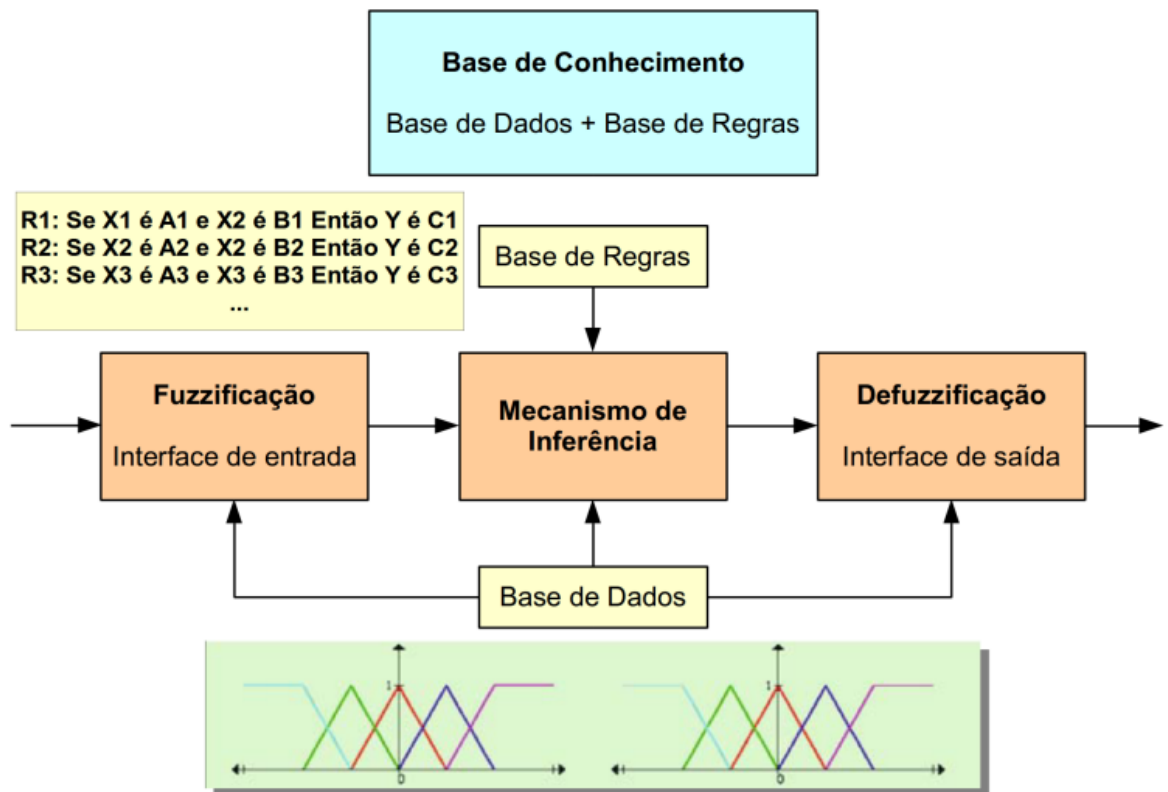 Base de Conhecimento
Base de Dados + Base de Regras
R1: Se X1 é A1 e X2 é B1 Então Y é C1
R2: Se X2 é A2 e X2 é B2 Então Y é C2
R3: Se X3 é A3 e X3 é B3 Então Y é C3
...
Base de Regras
Fuzzificação
Interface de entrada
Mecanismo de
Inferência
Defuzzificação
Interface de saída
Base de Dados
1
0
1
0